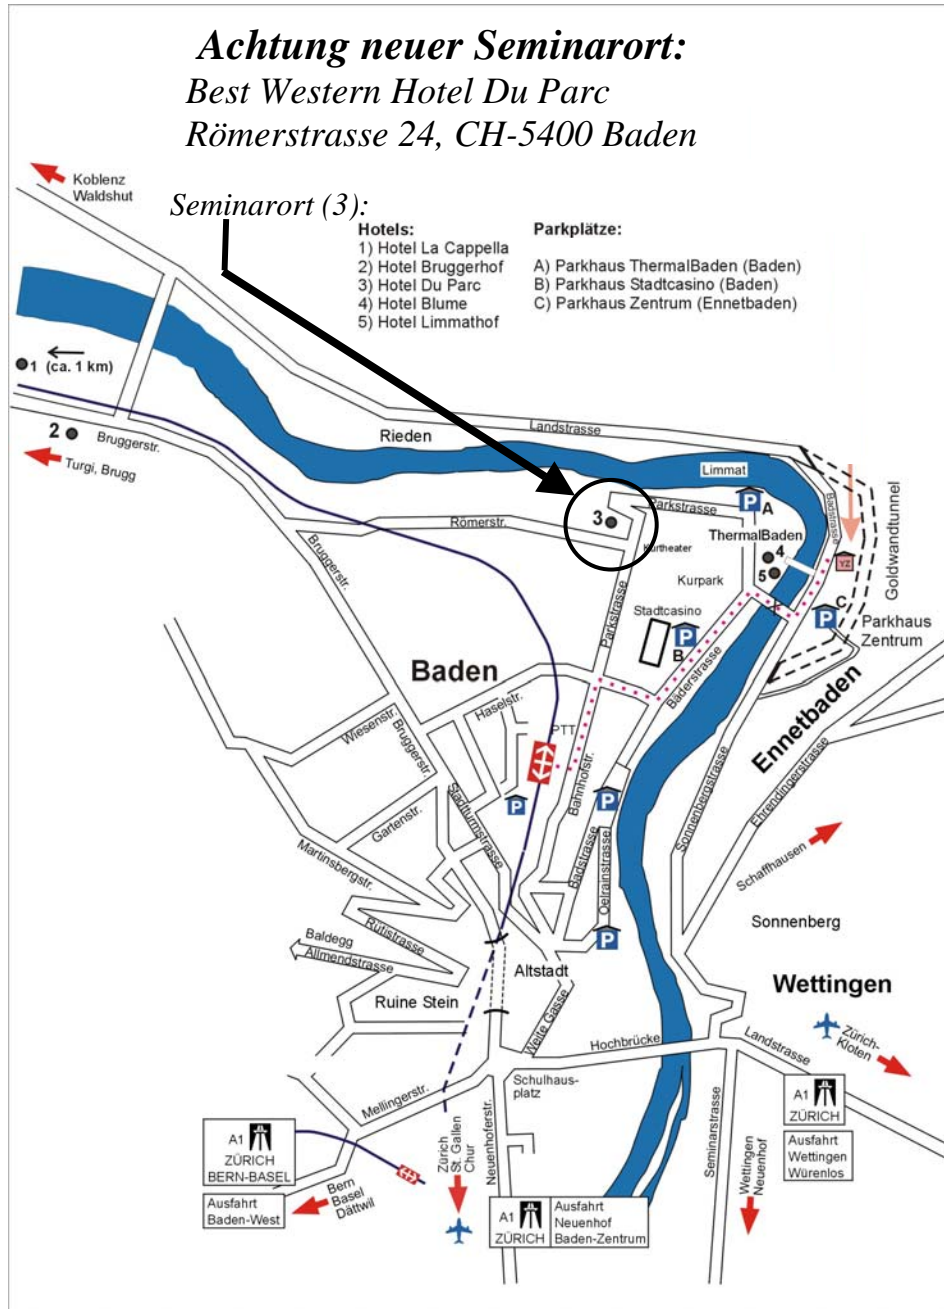 Achtung neuer Seminarort:
Best Western Hotel Du Parc
Römerstrasse 24, CH-5400 Baden
Koblenz
Waldshut
Seminarort (3):
Hotels:
1) Hotel La Cappella
2) Hotel Bruggerhof
3) Hotel Du Parc
4) Hotel Blume
5) Hotel Limmathof
Parkplätze:
A) Parkhaus ThermalBaden (Baden)
B) Parkhaus Stadtcasino (Baden)
C) Parkhaus Zentrum (Ennetbaden)
1 (ca. 1 km)
2
Bruggerstr.
Turgi, Brugg
Rieden
Landstrasse
Limmat
P
A
Badstrasse
Goldwandtunnel
Parkstrasse
3
Römerstr.
Bruggerstr.
Kurtheater
ThermalBaden
4
5
YZ
Kurpark
C
P
Parkhaus
Zentrum
Stadtcasino
P
B
Parkstrasse
Bäderstrasse
Baden
Ennetbaden
Haselstr.
Wiesenstr.
Bruggerstr.
PTT
Bahnhofstr.
Sonnenbergstrasse
Ehrendingerstrasse
P
P
Gartenstr.
Stadtturmstrasse
Martinsbergstr.
Badstrasse
Oelrainstrasse
Schaffhausen
Rütistrasse
P
Sonnenberg
Baldegg
Allmendstrasse
Altstadt
Ruine Stein
Wettingen
Weite Gasse
Hochbrücke
Landstrasse
Zürich-
Kloten
Mellingerstr.
Schulhaus-
platz
Neuenhoferstr.
Seminarstrasse
A1
ZÜRICH
Ausfahrt
Wettingen
Würenlos
A1
ZÜRICH
BERN-BASEL
Ausfahrt
Baden-West
Bern
Basel
Dättwil
Zürich
St. Gallen
Chur
Wettingen
Neuenhof
A1
ZÜRICH
Ausfahrt
Neuenhof
Baden-Zentrum